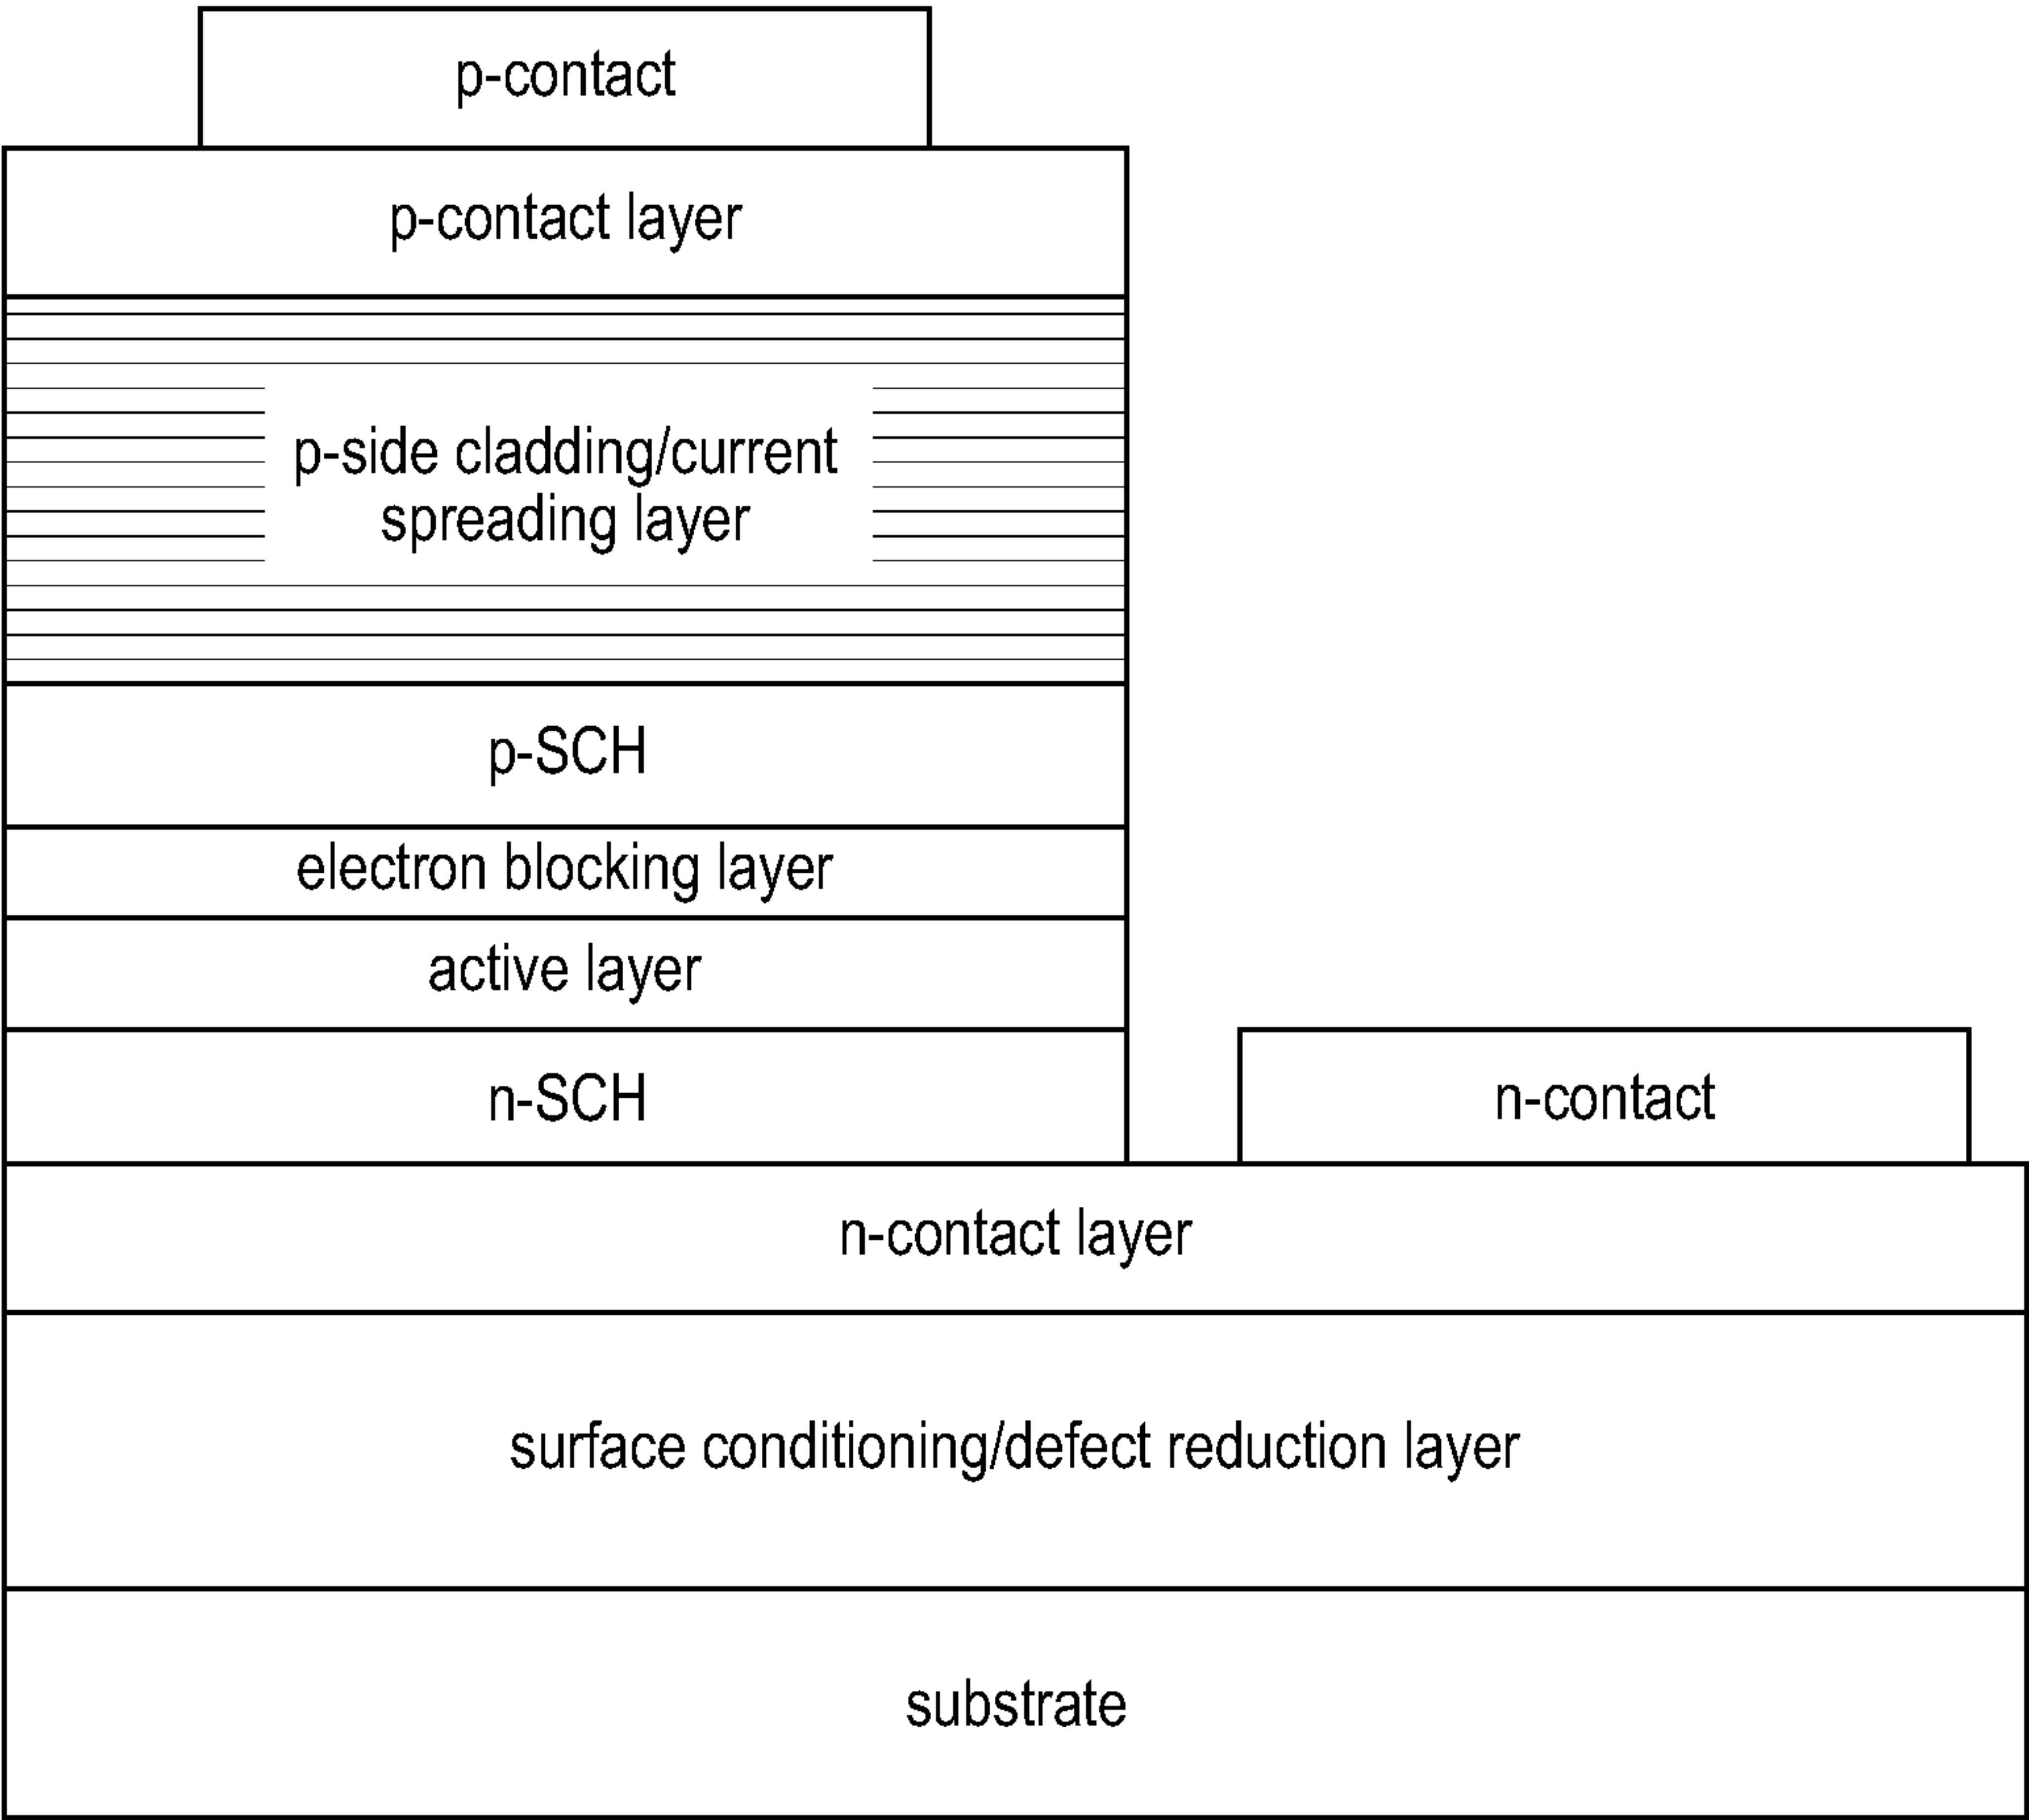 p-contact
p-contact layer
p-side cladding/current
spreading layer
p-SCH
electron blocking layer
active layer
n-SCH
n-contact
n-contact layer
surface conditioning/defect reduction layer
substrate